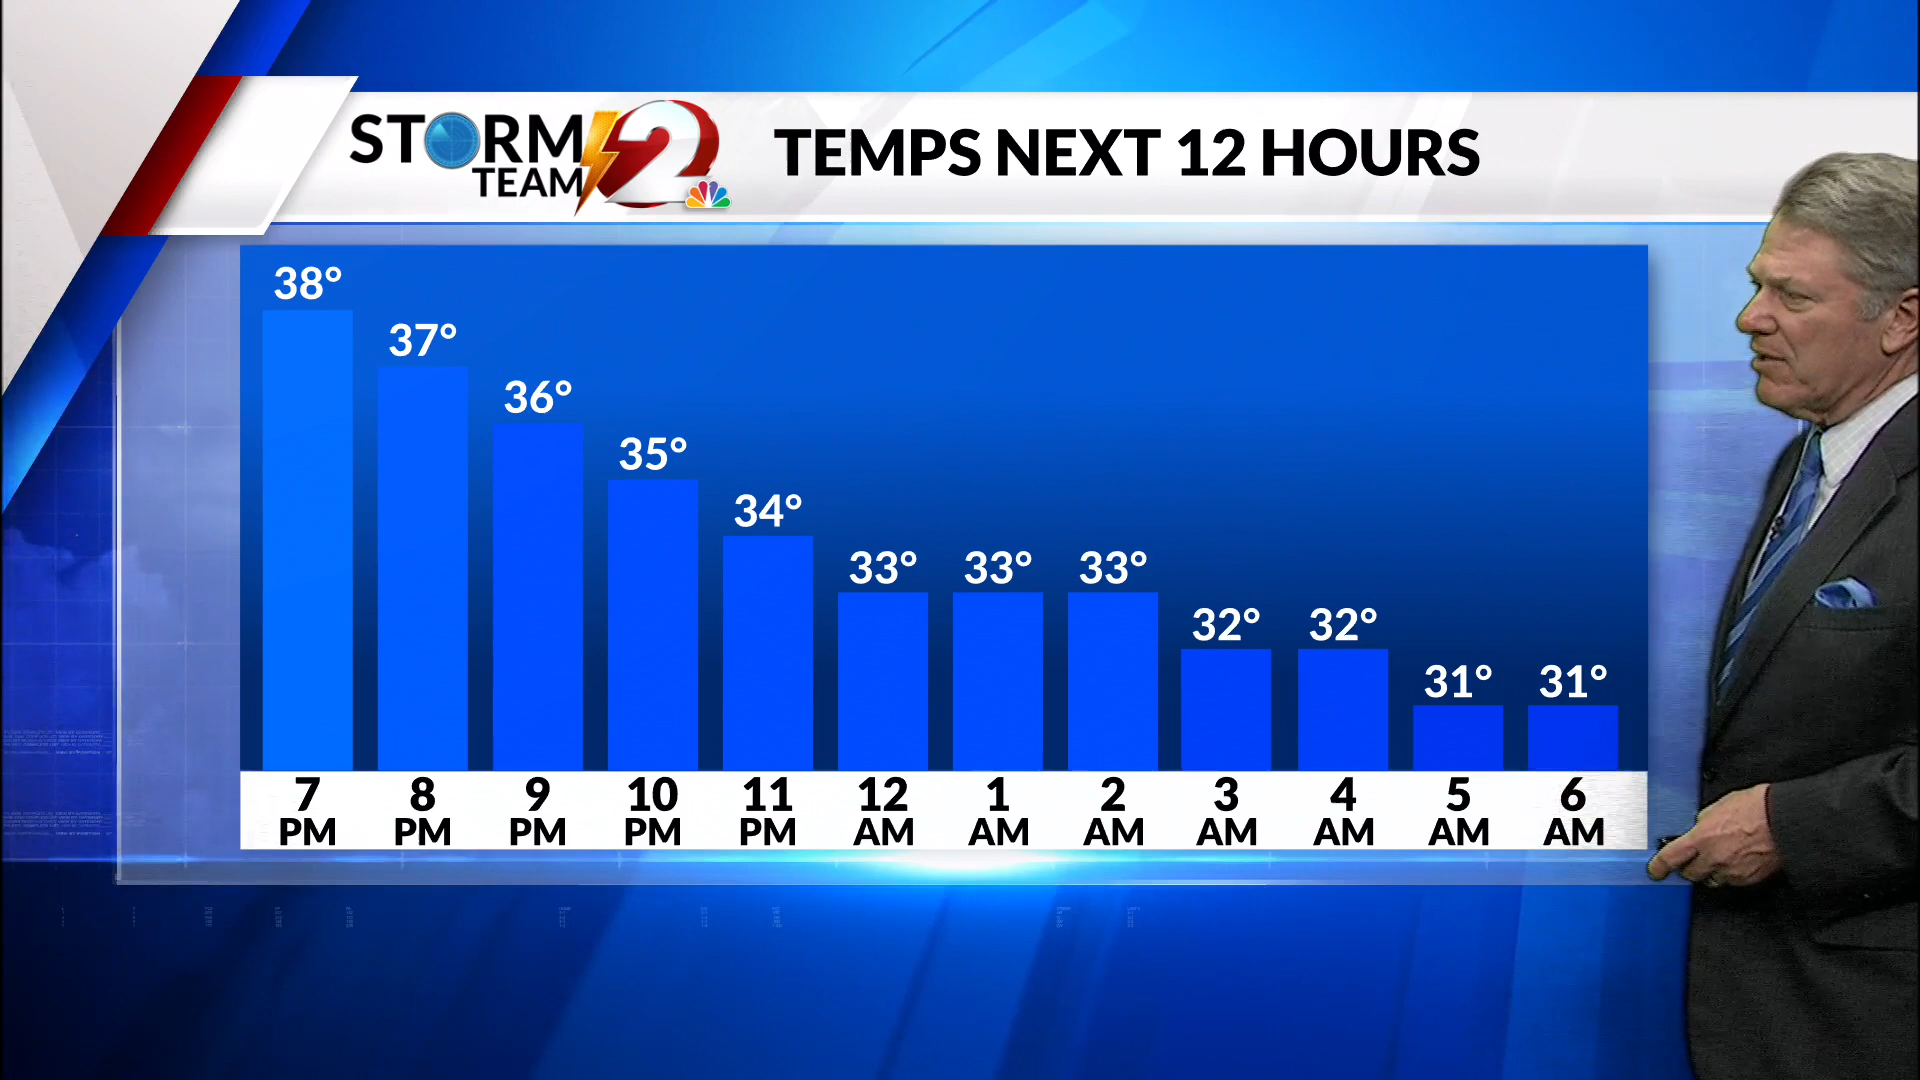 STORM
TEAM
2
TEMPS NEXT 12 HOURS
38°
37°
36°
35°
34°
33°
33°
33°
32°
32°
31°
31°
7 PM
8 PM
9 PM
10 PM
11 PM
12 AM
1 AM
2 AM
3 AM
4 AM
5 AM
6 AM